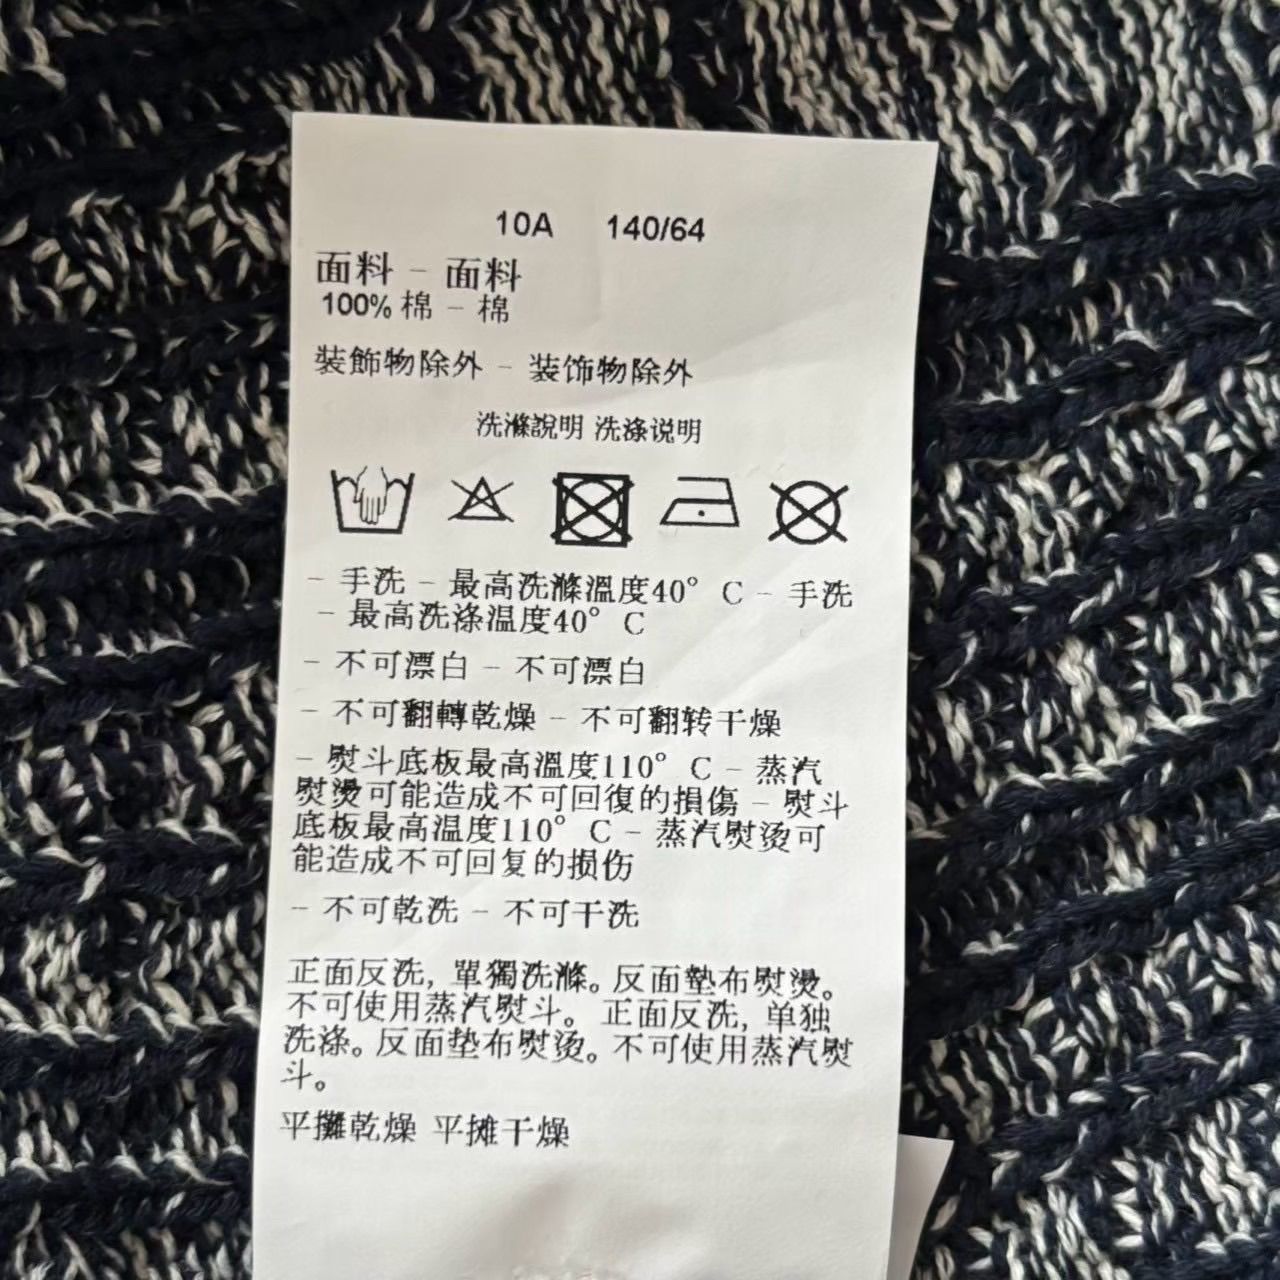 10A 140/64
面料 - 面料
100% 棉 - 棉
裝飾物除外 - 装饰物除外
洗滌說明 洗涤说明
- 手洗 - 最高洗滌溫度40° C - 手洗
- 最高洗涤温度40° C
- 不可漂白 - 不可漂白
- 不可翻轉乾燥 - 不可翻转干燥
- 熨斗底板最高溫度110° C - 蒸汽
熨燙可能造成不可回復的損傷 - 熨斗
底板最高温度110° C - 蒸汽熨烫可
能造成不可回复的损伤
- 不可乾洗 - 不可干洗
正面反洗, 單獨洗滌。反面墊布熨燙。
不可使用蒸汽熨斗。 正面反洗, 单独
洗涤。反面垫布熨烫。不可使用蒸汽熨
斗。
平攤乾燥 平摊干燥